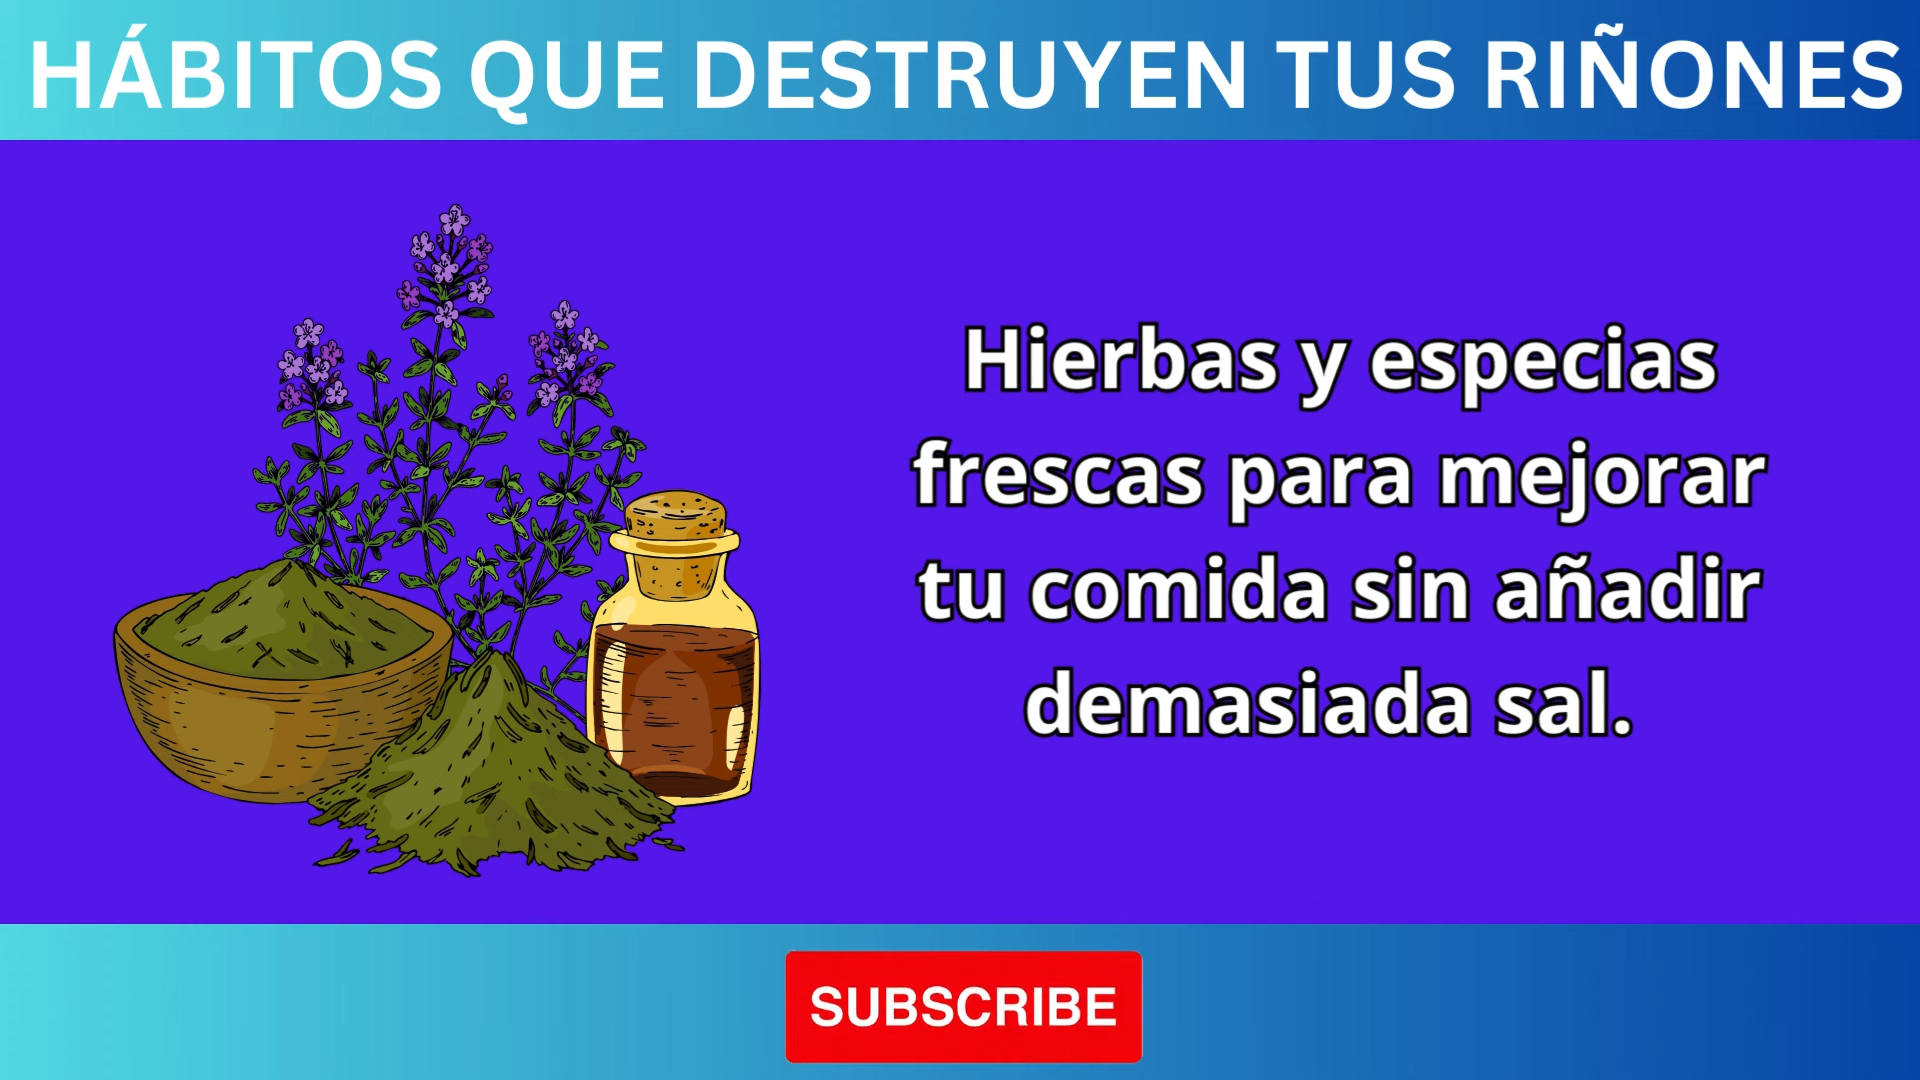 HÁBITOS QUE DESTRUYEN TUS RIÑONES
Hierbas y especias
frescas para mejorar
tu comida sin añadir
demasiada sal.
SUBSCRIBE